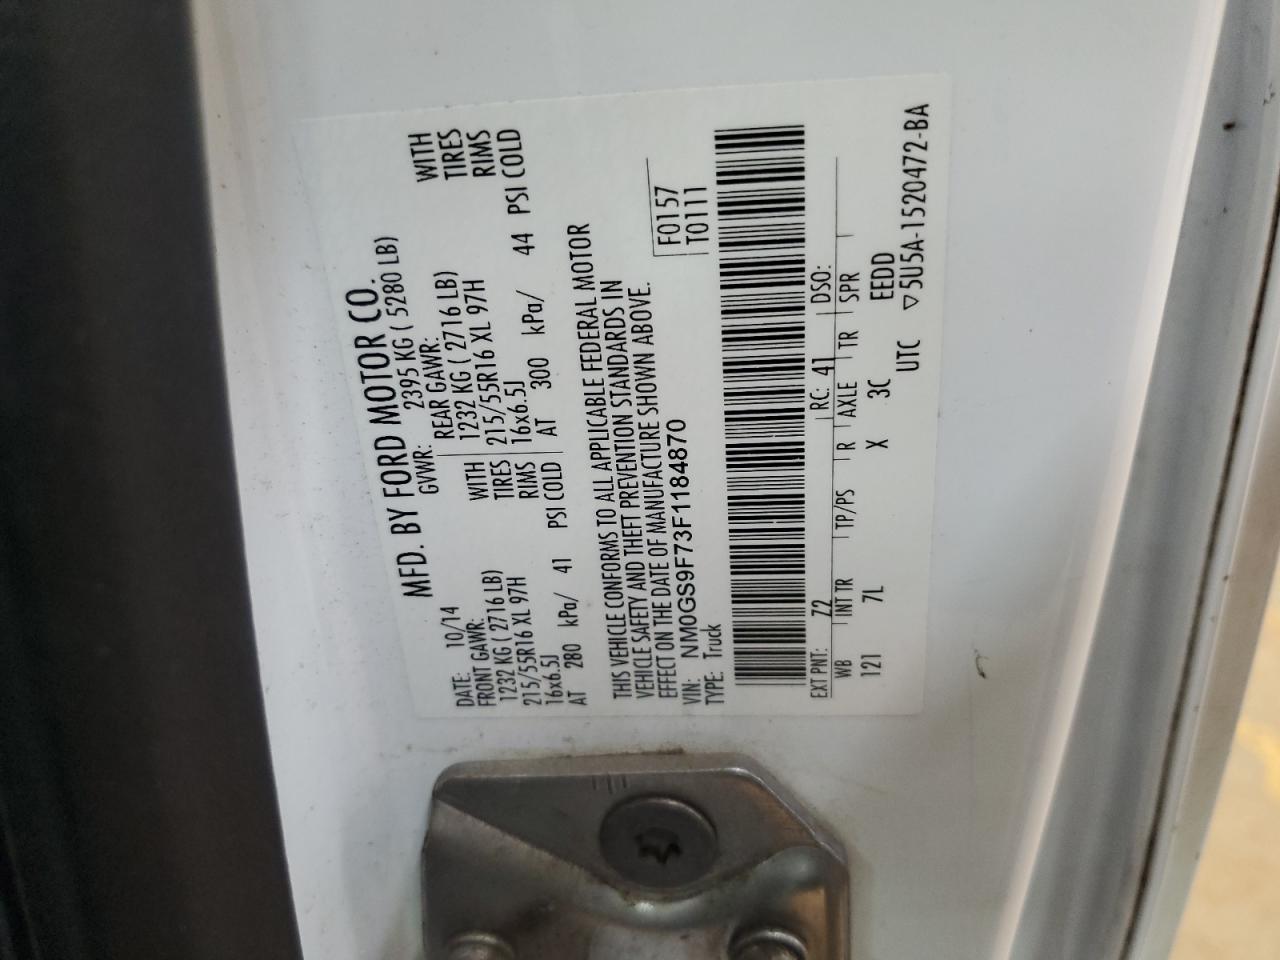 MFD. BY FORD MOTOR CO.
DATE: 10/14 GVWR: 2395 KG ( 5280 LB)
FRONT GAWR: REAR GAWR:
1232 KG ( 2716 LB) WITH 1232 KG ( 2716 LB) WITH
215/55R16 XL 97H TIRES 215/55R16 XL 97H TIRES
16x6.5J RIMS 16x6.5J RIMS
AT 280 kPa/ 41 PSI COLD AT 300 kPa/ 44 PSI COLD
THIS VEHICLE CONFORMS TO ALL APPLICABLE FEDERAL MOTOR
VEHICLE SAFETY AND THEFT PREVENTION STANDARDS IN
EFFECT ON THE DATE OF MANUFACTURE SHOWN ABOVE.
VIN: NM0GS9F73F1184870 F0157
TYPE: Truck T0111
EXT PNT: Z2 RC: 41 DSO:
WB INT TR TP/PS R AXLE TR SPR
121 7L X 3C EEDD
UTC ▽5U5A-1520472-BA